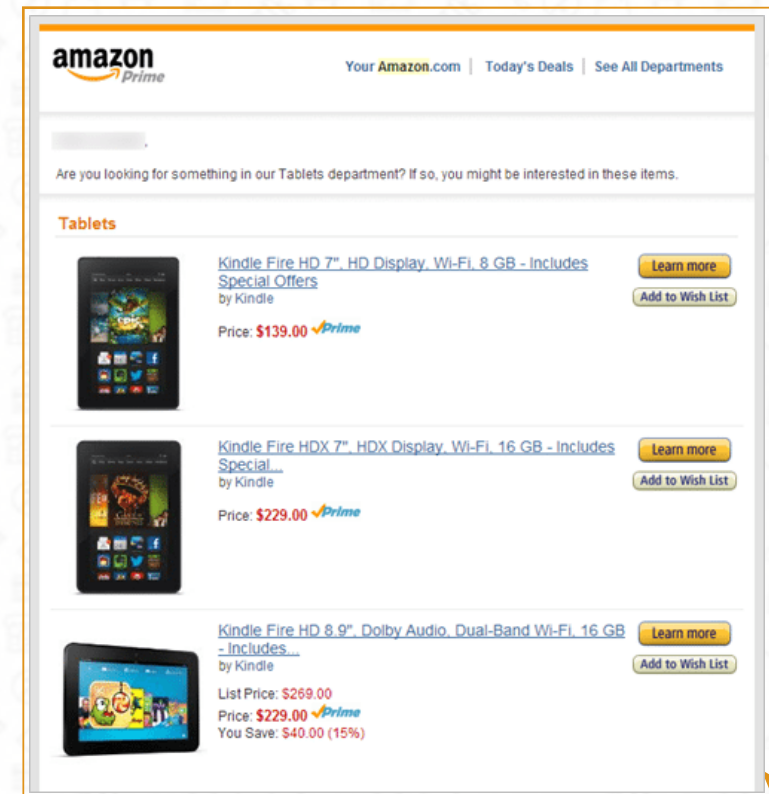 amazon
Prime
Your Amazon.com | Today's Deals | See All Departments
,
Are you looking for something in our Tablets department? If so, you might be interested in these items.
Tablets
Kindle Fire HD 7", HD Display, Wi-Fi, 8 GB - Includes
Special Offers
by Kindle
Price: $139.00 Prime
Learn more
Add to Wish List
Kindle Fire HDX 7", HDX Display, Wi-Fi, 16 GB - Includes
Special...
by Kindle
Price: $229.00 Prime
Learn more
Add to Wish List
Kindle Fire HD 8.9", Dolby Audio, Dual-Band Wi-Fi, 16 GB
- Includes...
by Kindle
List Price: $269.00
Price: $229.00 Prime
You Save: $40.00 (15%)
Learn more
Add to Wish List